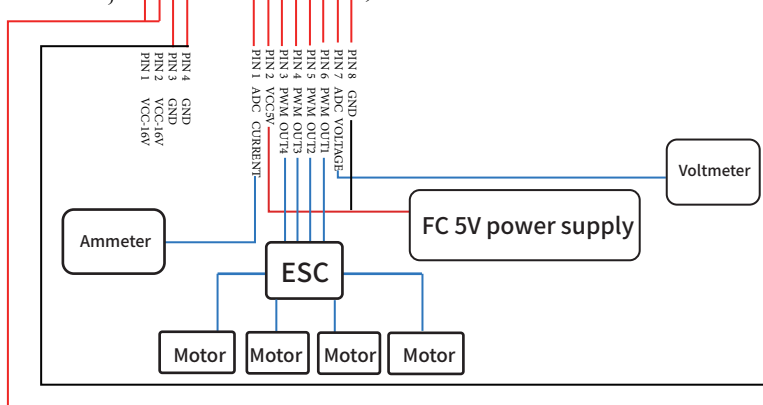 PIN 1 VCC-16V
PIN 2 VCC-16V
PIN 3 GND
PIN 4 GND
PIN 1 ADC CURRENT
PIN 2 VCC5V
PIN 3 PWM OUT4
PIN 4 PWM OUT3
PIN 5 PWM OUT2
PIN 6 PWM OUT1
PIN 7 ADC VOLTAGE
PIN 8 GND
Voltmeter
FC 5V power supply
Ammeter
ESC
Motor
Motor
Motor
Motor